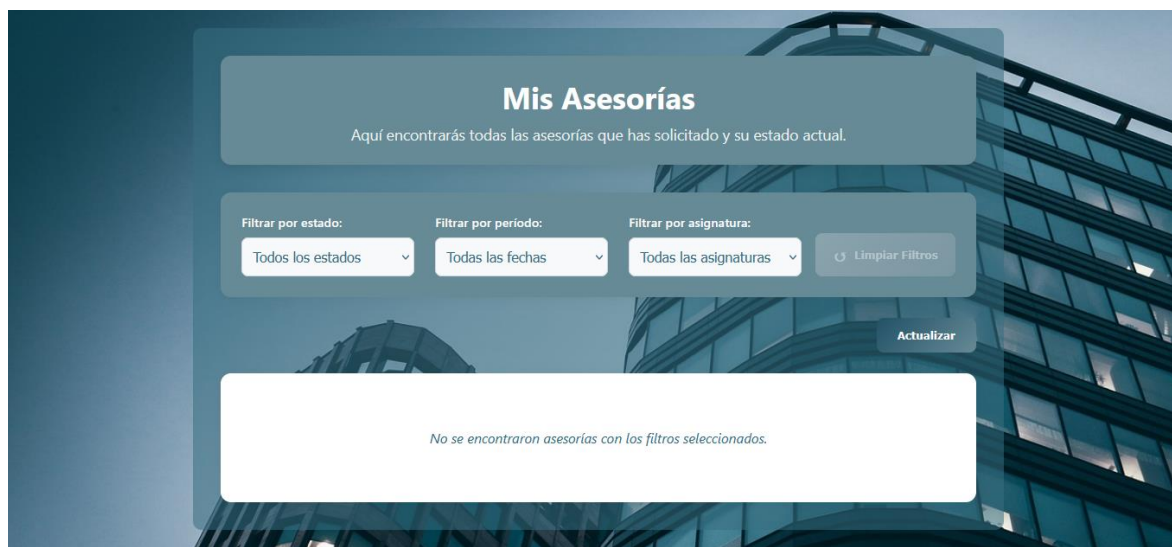 Mis Asesorías
Aquí encontrarás todas las asesorías que has solicitado y su estado actual.
Filtrar por estado:
Filtrar por período:
Filtrar por asignatura:
Todos los estados
Todas las fechas
Todas las asignaturas
Limpiar Filtros
Actualizar
No se encontraron asesorías con los filtros seleccionados.